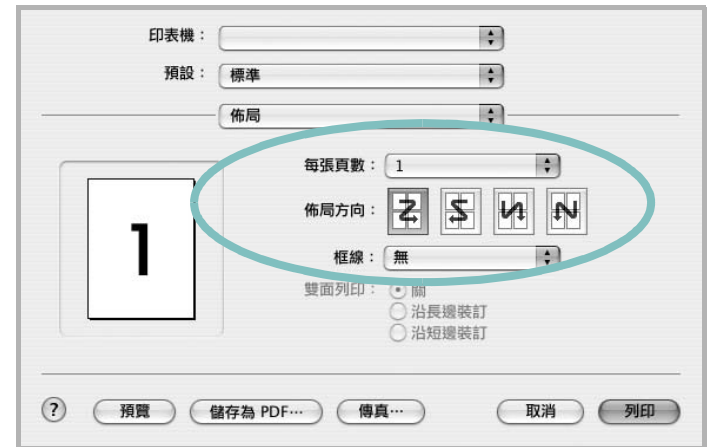 印表機：
預設： 標準
佈局
每張頁數： 1
佈局方向：
框線： 無
雙面列印： 關
沿長邊裝訂
沿短邊裝訂
1
? 預覽 儲存為 PDF⋯ 傳真⋯ 取消 列印